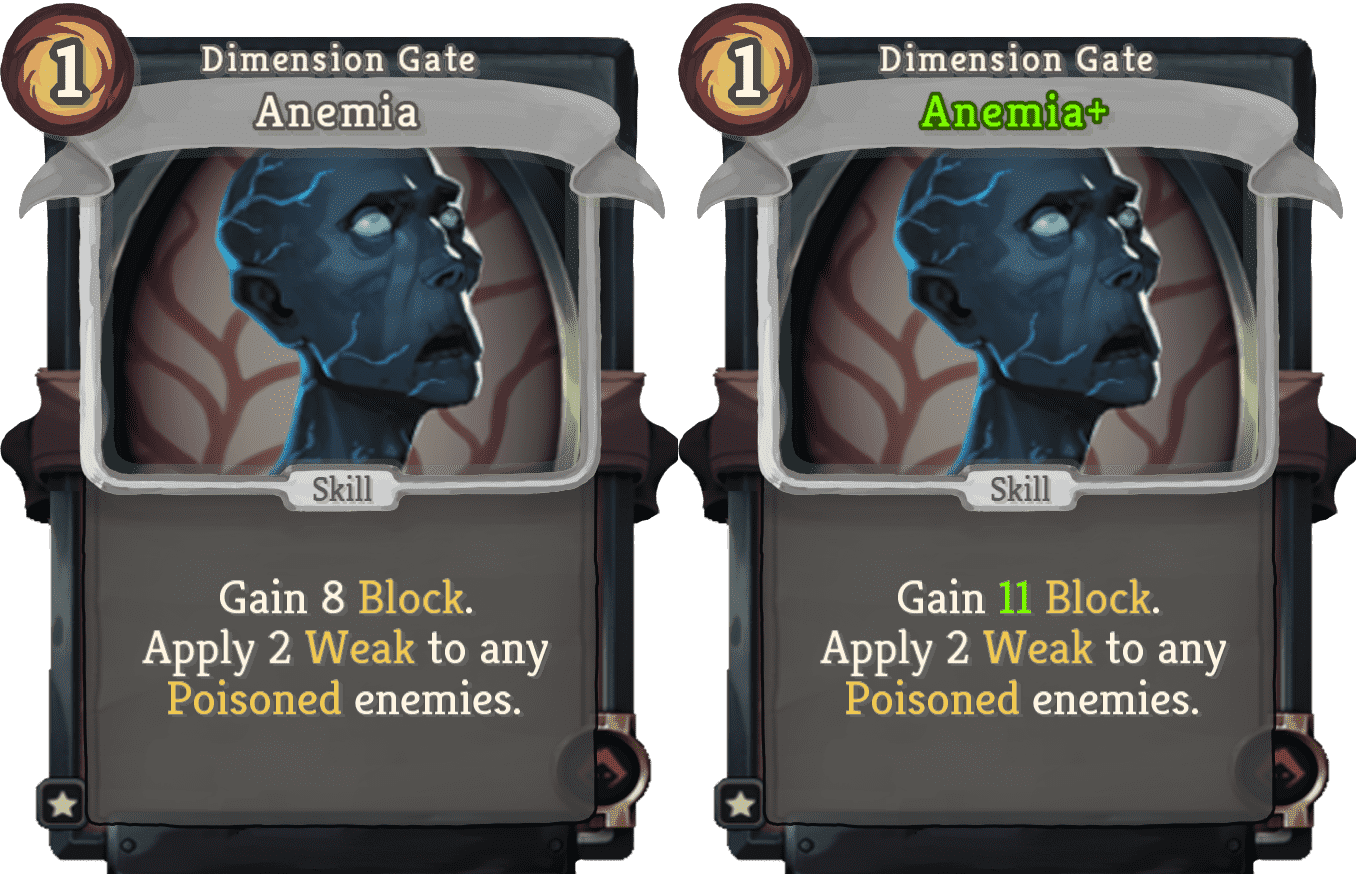 1
Dimension Gate
Anemia
Skill
Gain 8 Block.
Apply 2 Weak to any
Poisoned enemies.
1
Dimension Gate
Anemia+
Skill
Gain 11 Block.
Apply 2 Weak to any
Poisoned enemies.